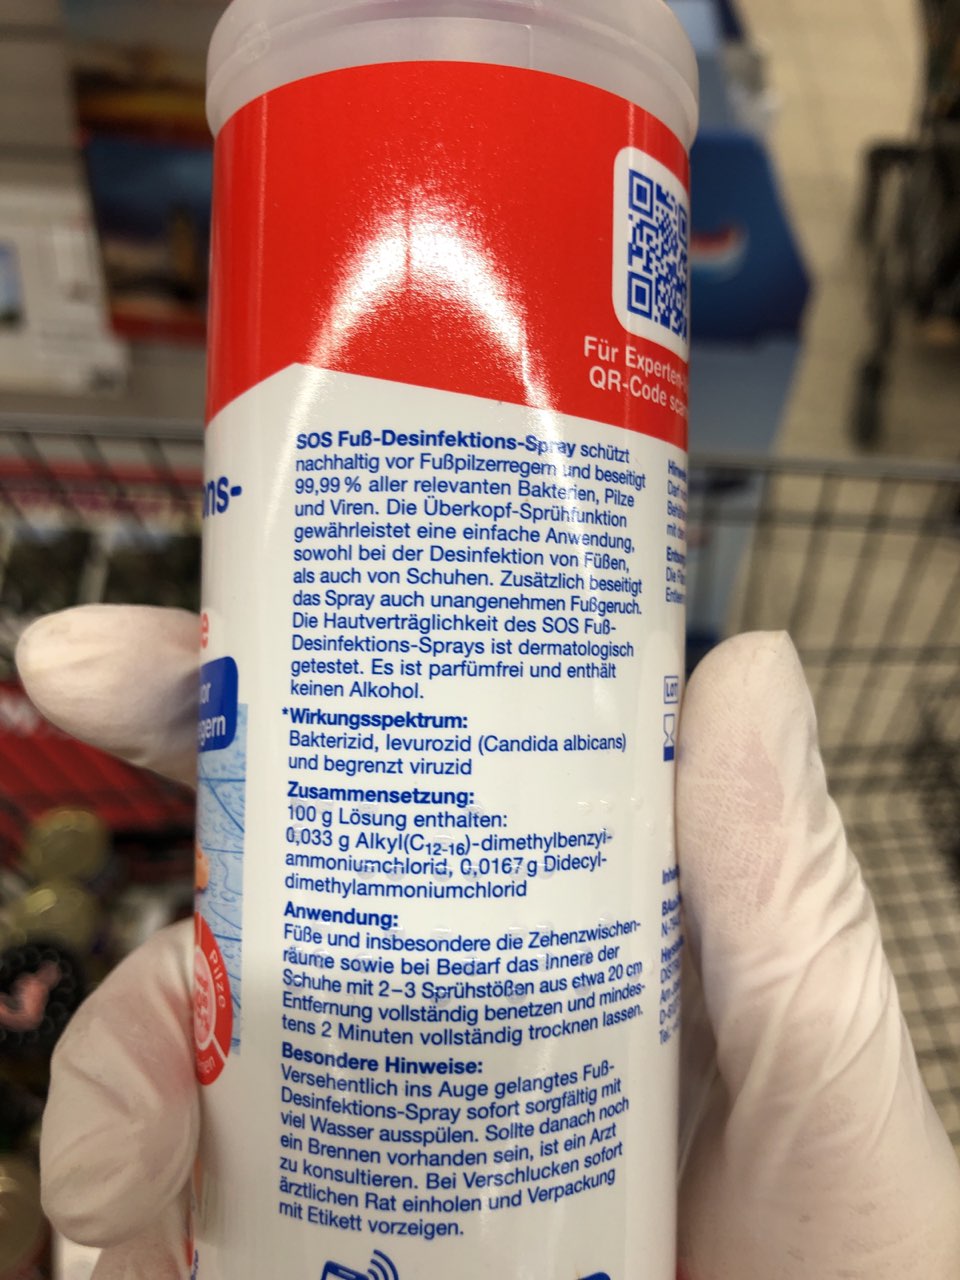 Für Experten
QR-Code
SOS Fuß-Desinfektions-Spray schützt
nachhaltig vor Fußpilzerregern und beseitigt
99,99 % aller relevanten Bakterien, Pilze
und Viren. Die Überkopf-Sprühfunktion
gewährleistet eine einfache Anwendung,
sowohl bei der Desinfektion von Füßen,
als auch von Schuhen. Zusätzlich beseitigt
das Spray auch unangenehmen Fußgeruch.
Die Hautverträglichkeit des SOS Fuß-
Desinfektions-Sprays ist dermatologisch
getestet. Es ist parfümfrei und enthält
keinen Alkohol.
*Wirkungsspektrum:
Bakterizid, levurozid (Candida albicans)
und begrenzt viruzid
Zusammensetzung:
100 g Lösung enthalten:
0,033 g Alkyl(C12-16)-dimethylbenzyl-
ammoniumchlorid, 0,0167 g Didecyl-
dimethylammoniumchlorid
Anwendung:
Füße und insbesondere die Zehenzwischen-
räume sowie bei Bedarf das Innere der
Schuhe mit 2–3 Sprühstößen aus etwa 20 cm
Entfernung vollständig benetzen und mindes-
tens 2 Minuten vollständig trocknen lassen.
Besondere Hinweise:
Versehentlich ins Auge gelangtes Fuß-
Desinfektions-Spray sofort sorgfältig mit
viel Wasser ausspülen. Sollte danach noch
ein Brennen vorhanden sein, ist ein Arzt
zu konsultieren. Bei Verschlucken sofort
ärztlichen Rat einholen und Verpackung
mit Etikett vorzeigen.
ons-
Pilze
LOT